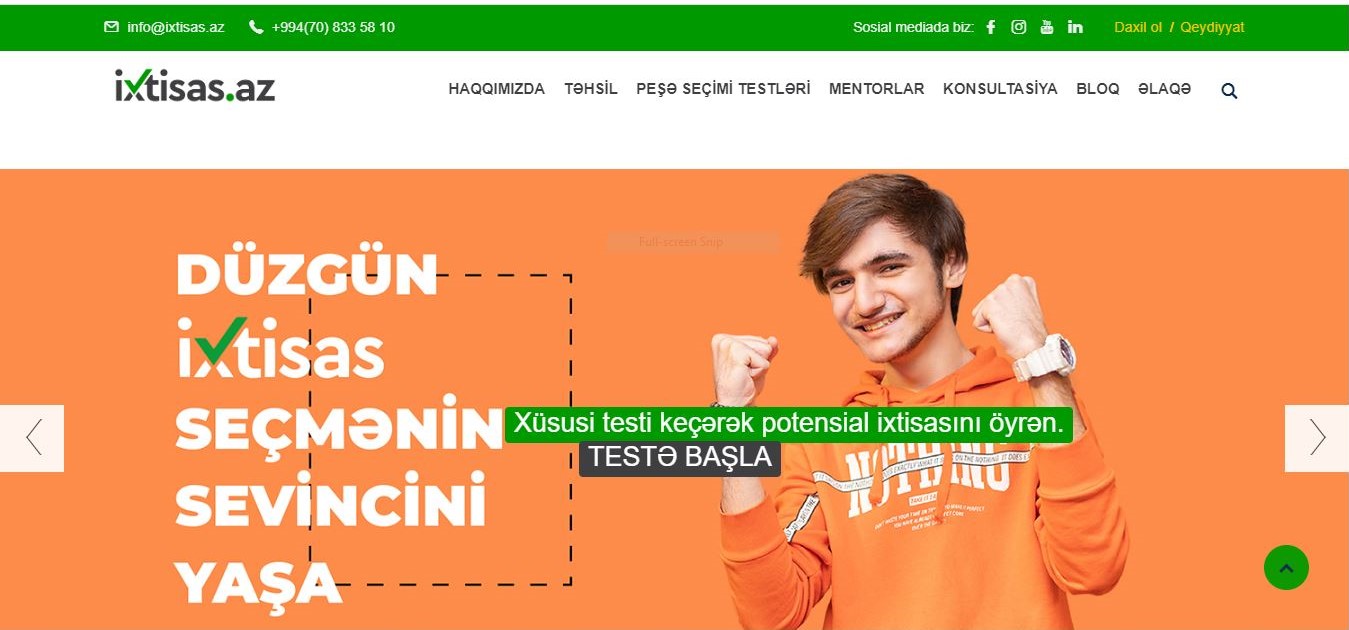 info@ixtisas.az +994(70) 833 58 10 Sosial mediada biz: Daxil ol / Qeydiyyat
ixtisas.az
HAQQIMIZDA TƏHSİL PEŞƏ SEÇİMİ TESTLƏRİ MENTORLAR KONSULTASİYA BLOQ ƏLAQƏ
Full-screen Snip
DÜZGÜN
ixtisas
SEÇMƏNİN
SEVİNCİNİ
YAŞA
Xüsusi testi keçərək potensial ixtisasını öyrən.
TESTƏ BAŞLA
NOTHING